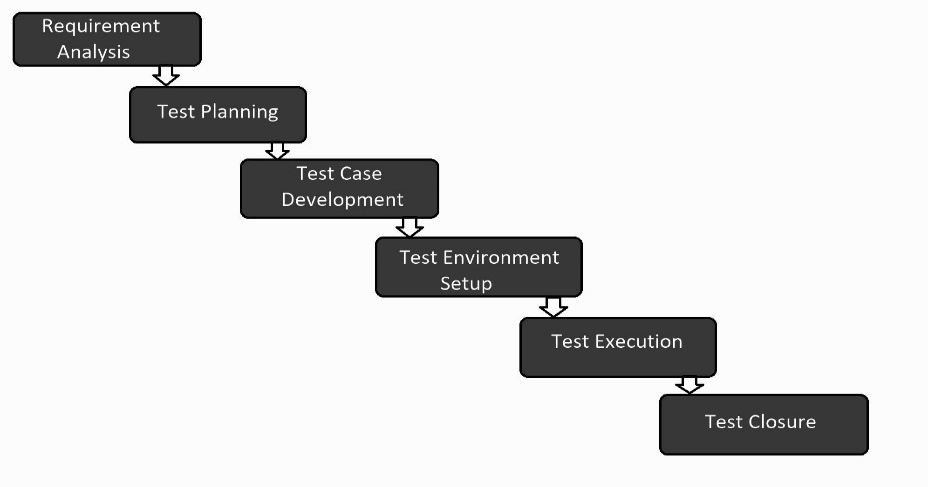 Requirement
Analysis
Test Planning
Test Case
Development
Test Environment
Setup
Test Execution
Test Closure